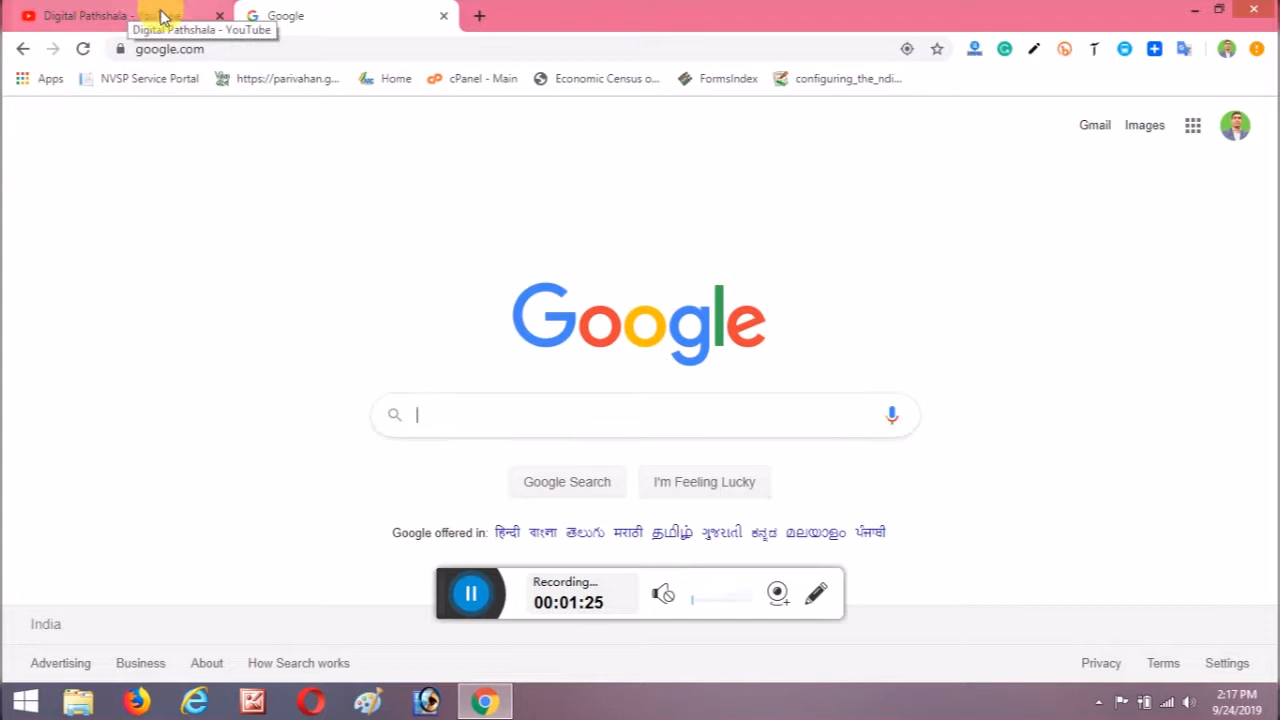 Digital Pathshala - YouTube
Google
Digital Pathshala - YouTube
google.com
Apps
NVSP Service Portal
https://parivahan.g...
Home
cPanel - Main
Economic Census o...
FormsIndex
configuring_the_ndi...
Gmail
Images
Google
Google Search
I'm Feeling Lucky
Google offered in: हिन्दी বাংলা తెలుగు मराठी தமிழ் ગુજરાતી ಕನ್ನಡ മലയാളം ਪੰਜਾਬੀ
Recording...
00:01:25
India
Advertising
Business
About
How Search works
Privacy
Terms
Settings
2:17 PM
9/24/2019